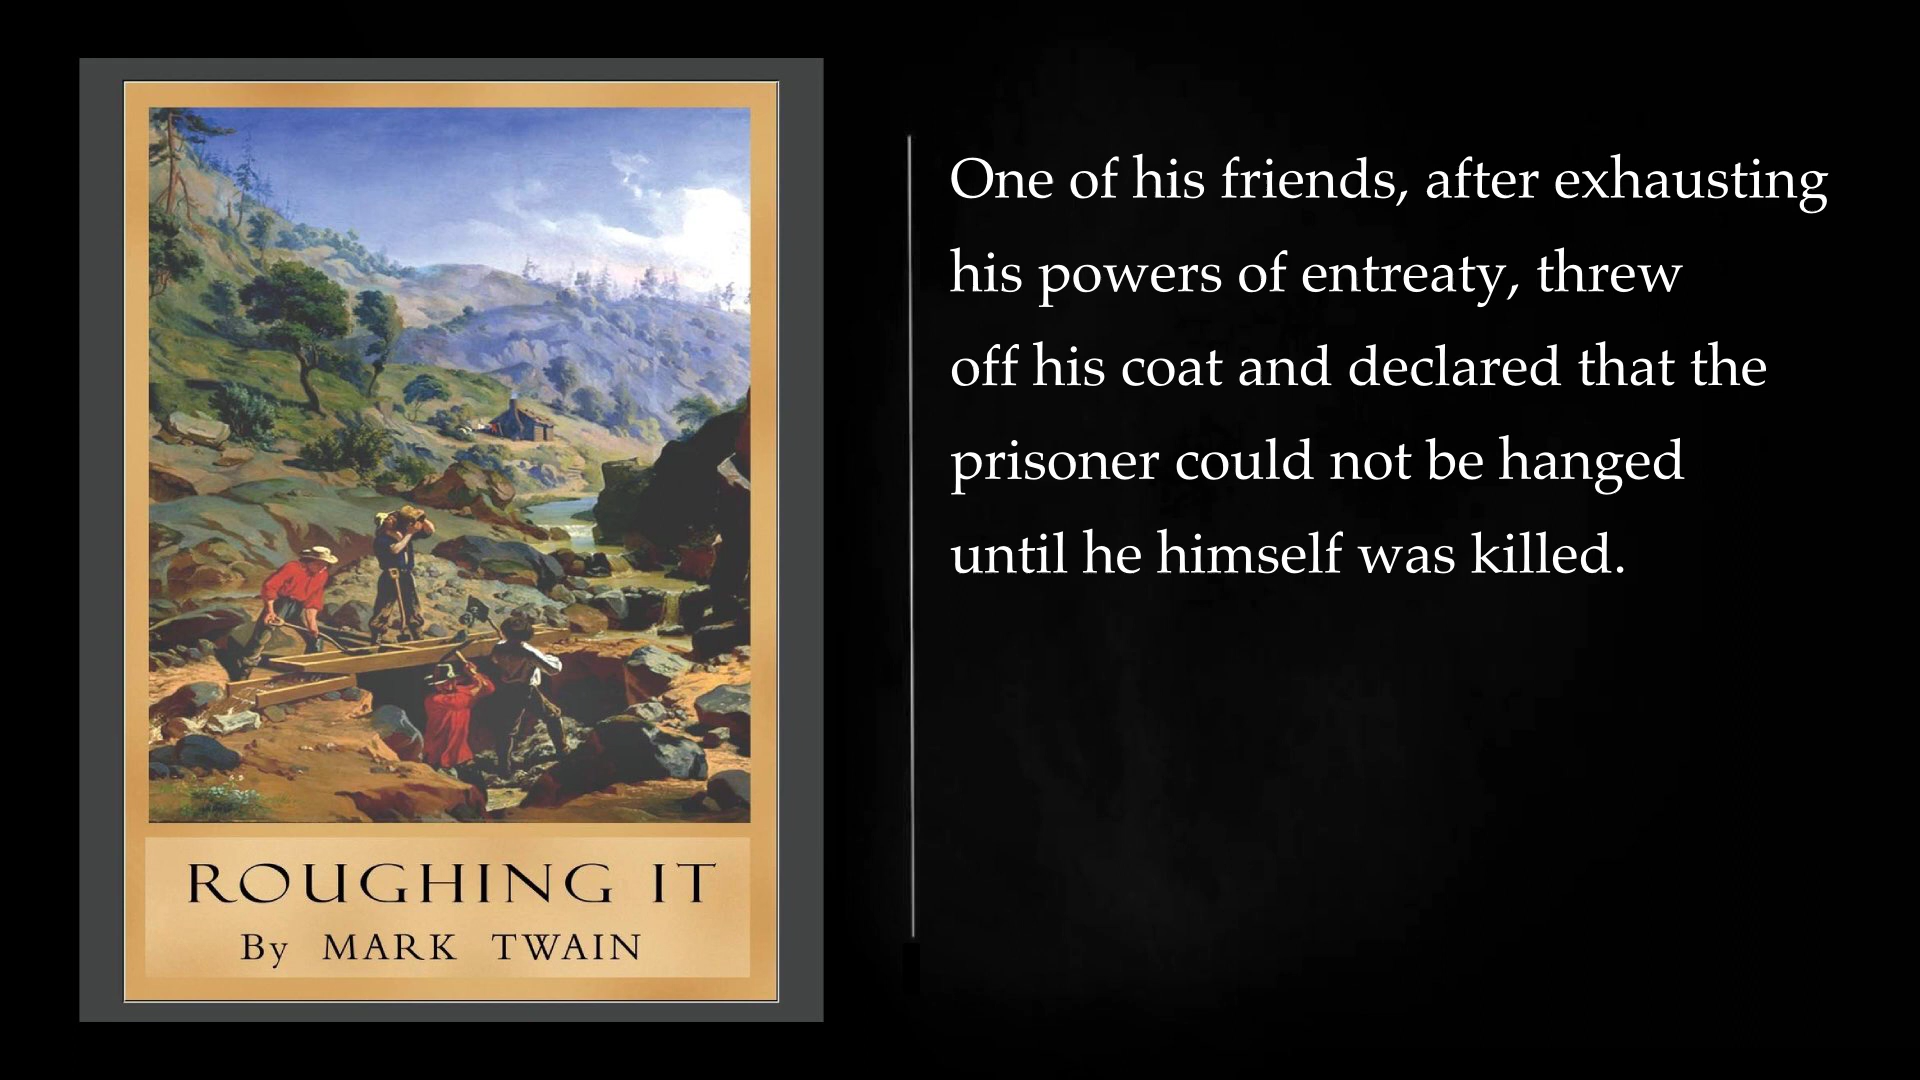 ROUGHING IT
By MARK TWAIN
One of his friends, after exhausting
his powers of entreaty, threw
off his coat and declared that the
prisoner could not be hanged
until he himself was killed.